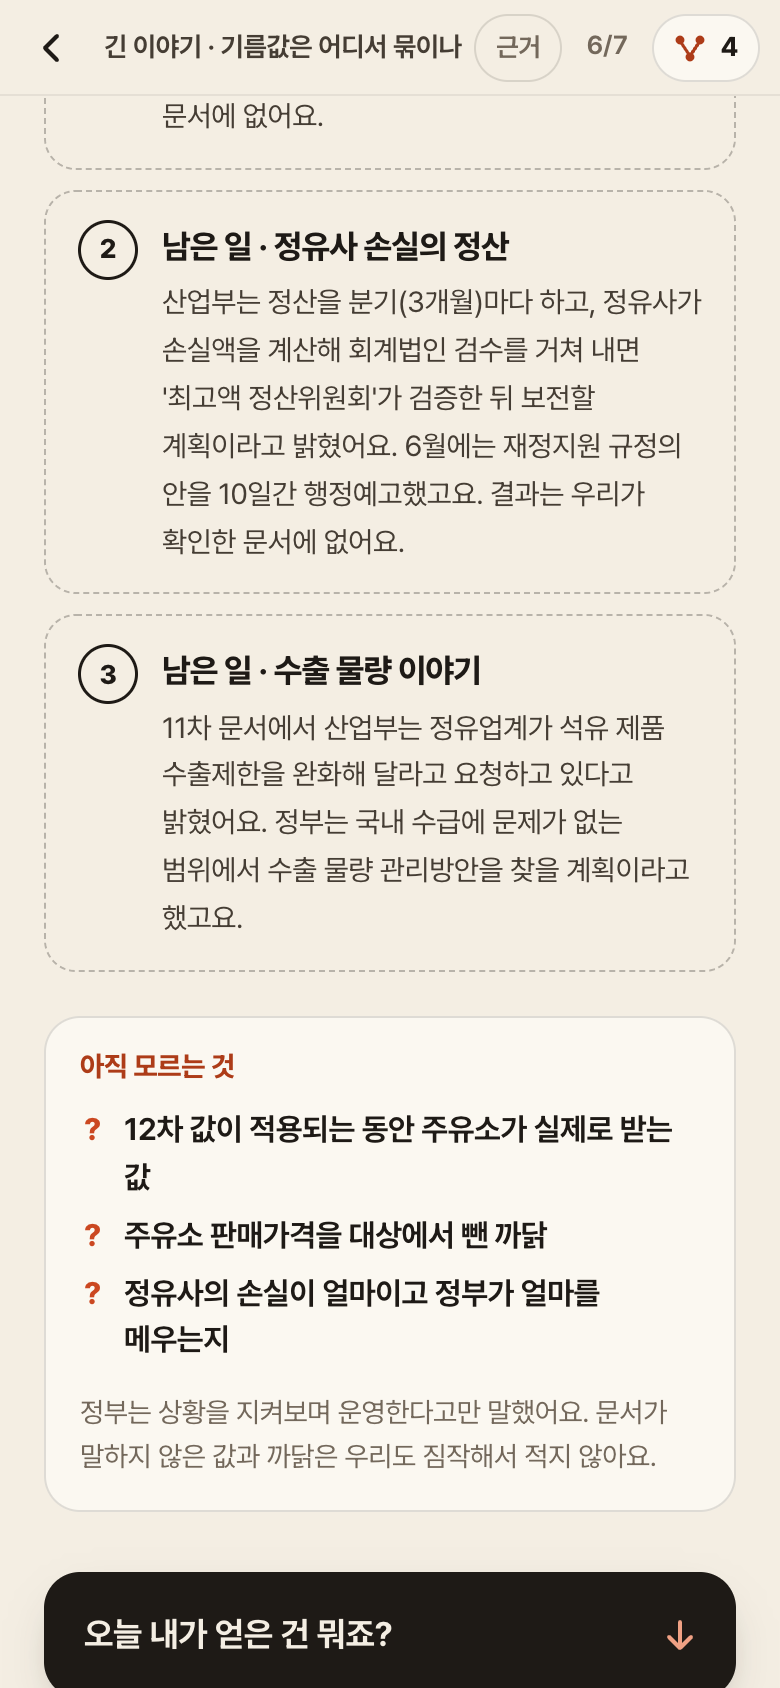 긴 이야기 · 기름값은 어디서 묶이나
근거
6/7
4
문서에 없어요.
2
남은 일 · 정유사 손실의 정산
산업부는 정산을 분기(3개월)마다 하고, 정유사가
손실액을 계산해 회계법인 검수를 거쳐 내면
'최고액 정산위원회'가 검증한 뒤 보전할
계획이라고 밝혔어요. 6월에는 재정지원 규정의
안을 10일간 행정예고했고요. 결과는 우리가
확인한 문서에 없어요.
3
남은 일 · 수출 물량 이야기
11차 문서에서 산업부는 정유업계가 석유 제품
수출제한을 완화해 달라고 요청하고 있다고
밝혔어요. 정부는 국내 수급에 문제가 없는
범위에서 수출 물량 관리방안을 찾을 계획이라고
했고요.
아직 모르는 것
? 12차 값이 적용되는 동안 주유소가 실제로 받는
값
? 주유소 판매가격을 대상에서 뺀 까닭
? 정유사의 손실이 얼마이고 정부가 얼마를
메우는지
정부는 상황을 지켜보며 운영한다고만 말했어요. 문서가
말하지 않은 값과 까닭은 우리도 짐작해서 적지 않아요.
오늘 내가 얻은 건 뭐죠?